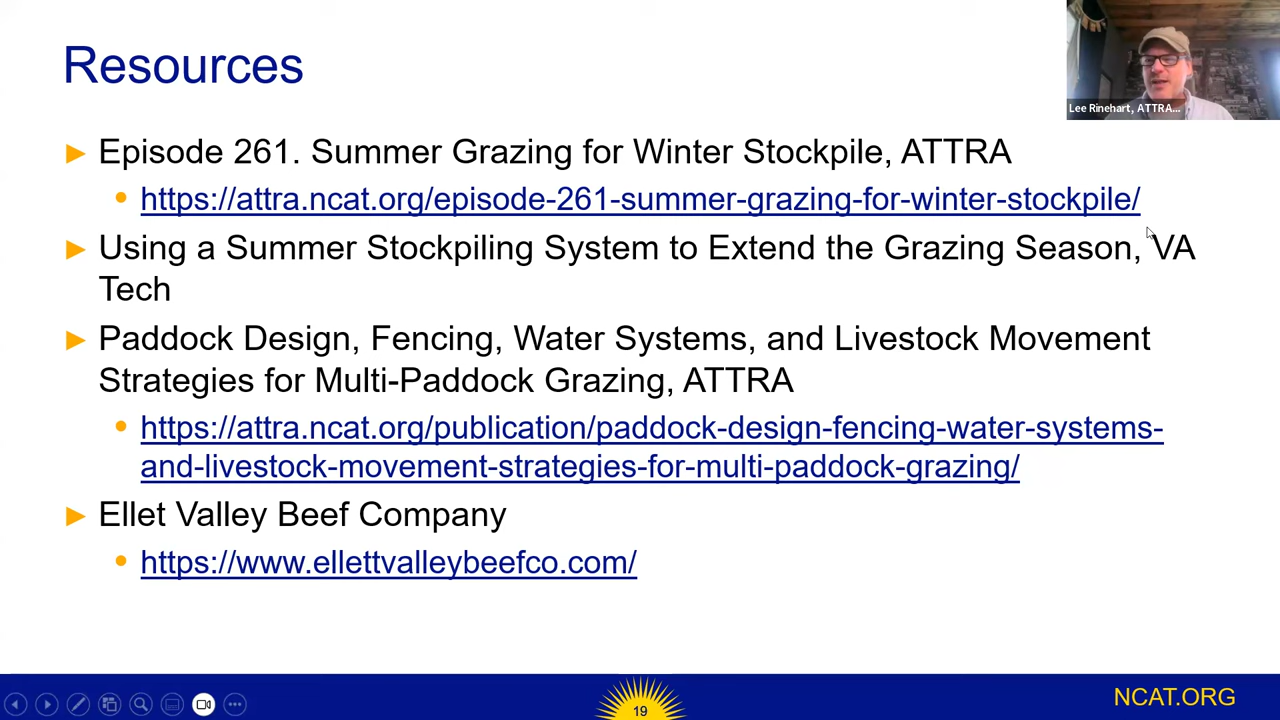 Resources
Lee Rinehart, ATTRA...
► Episode 261. Summer Grazing for Winter Stockpile, ATTRA
• https://attra.ncat.org/episode-261-summer-grazing-for-winter-stockpile/
► Using a Summer Stockpiling System to Extend the Grazing Season, VA
Tech
► Paddock Design, Fencing, Water Systems, and Livestock Movement
Strategies for Multi-Paddock Grazing, ATTRA
• https://attra.ncat.org/publication/paddock-design-fencing-water-systems-
and-livestock-movement-strategies-for-multi-paddock-grazing/
► Ellet Valley Beef Company
• https://www.ellettvalleybeefco.com/
19
NCAT.ORG